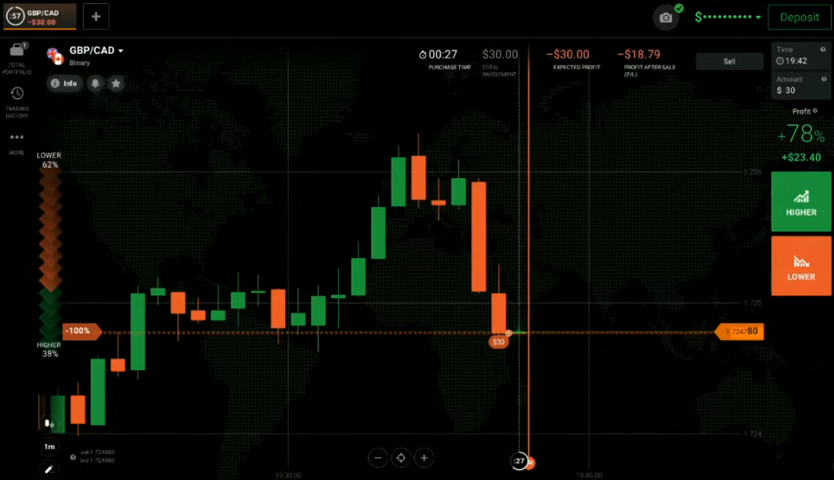 :57
GBP/CAD
−$30.00
+
$••••••••••
Deposit
TOTAL
PORTFOLIO
GBP/CAD
Binary
00:27
PURCHASE TIME
$30.00
TOTAL
INVESTMENT
−$30.00
EXPECTED PROFIT
−$18.79
PROFIT AFTER SALE
(P/L)
Sell
Time
19:42
Amount
$ 30
Info
TRADING
HISTORY
MORE
Profit
+78%
+$23.40
HIGHER
LOWER
LOWER
62%
1.726
1.725
-100%
$30
1.724780
HIGHER
38%
1.724
1m
:27
19:30:00
19:45:00